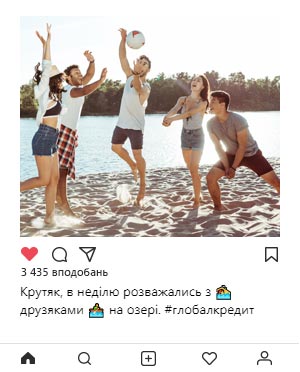 3 435 вподобань
Крутяк, в неділю розважались з 🏊
друзяками 🏊 на озері. #глобалкредит